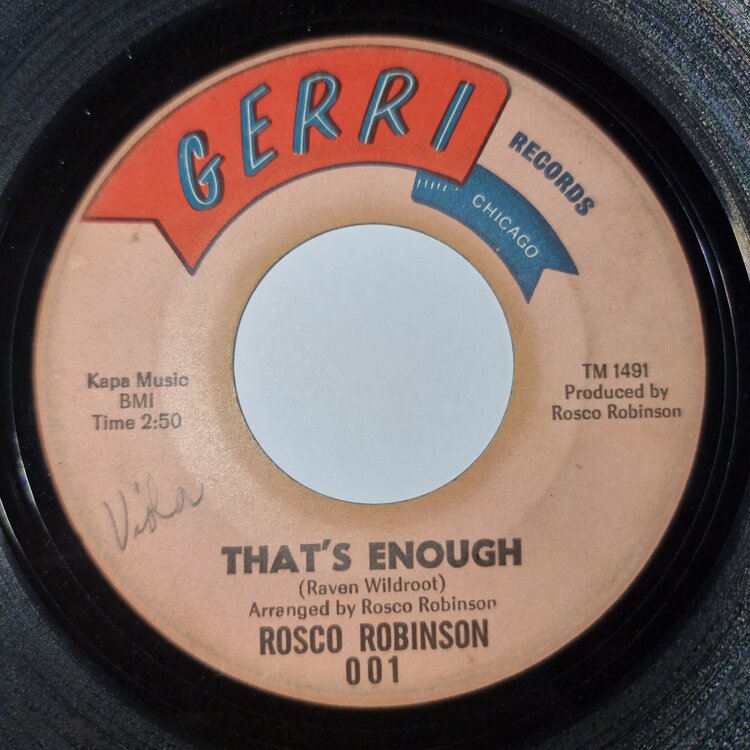 GERRI
RECORDS
CHICAGO
Kapa Music
BMI
Time 2:50
TM 1491
Produced by
Rosco Robinson
THAT'S ENOUGH
(Raven Wildroot)
Arranged by Rosco Robinson
ROSCO ROBINSON
001